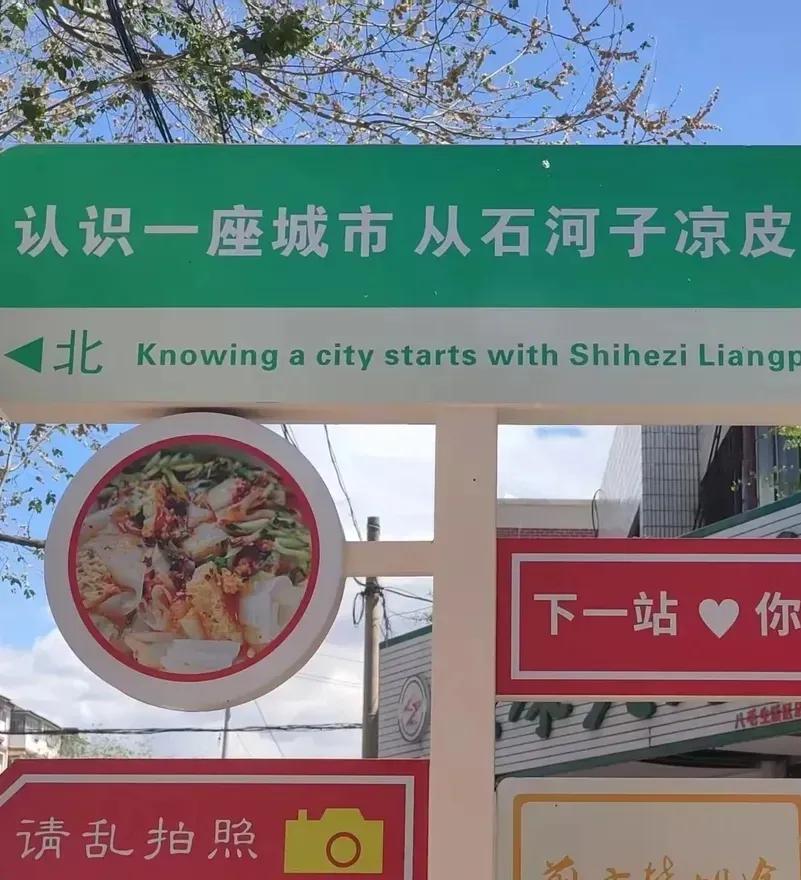 认识一座城市 从石河子凉皮
北 Knowing a city starts with Shihezi Liangp
下一站 ♥ 你
请乱拍照